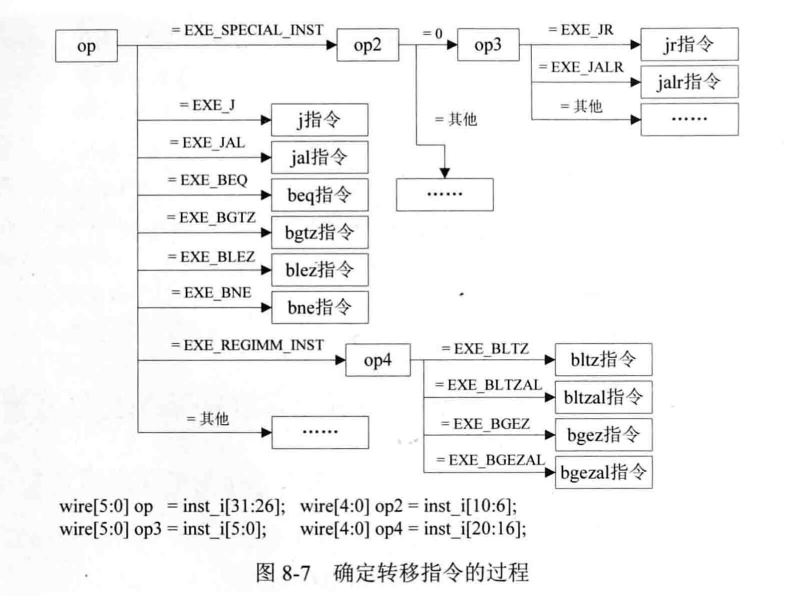 op
= EXE_SPECIAL_INST
op2
= 0
op3
= EXE_JR
jr指令
= EXE_JALR
jalr指令
= 其他
……
= 其他
……
= EXE_J
j指令
= EXE_JAL
jal指令
= EXE_BEQ
beq指令
= EXE_BGTZ
bgtz指令
= EXE_BLEZ
blez指令
= EXE_BNE
bne指令
= EXE_REGIMM_INST
op4
= EXE_BLTZ
bltz指令
= EXE_BLTZAL
bltzal指令
= EXE_BGEZ
bgez指令
= EXE_BGEZAL
bgezal指令
= 其他
……
wire[5:0] op = inst_i[31:26]; wire[4:0] op2 = inst_i[10:6];
wire[5:0] op3 = inst_i[5:0]; wire[4:0] op4 = inst_i[20:16];
图 8-7 确定转移指令的过程